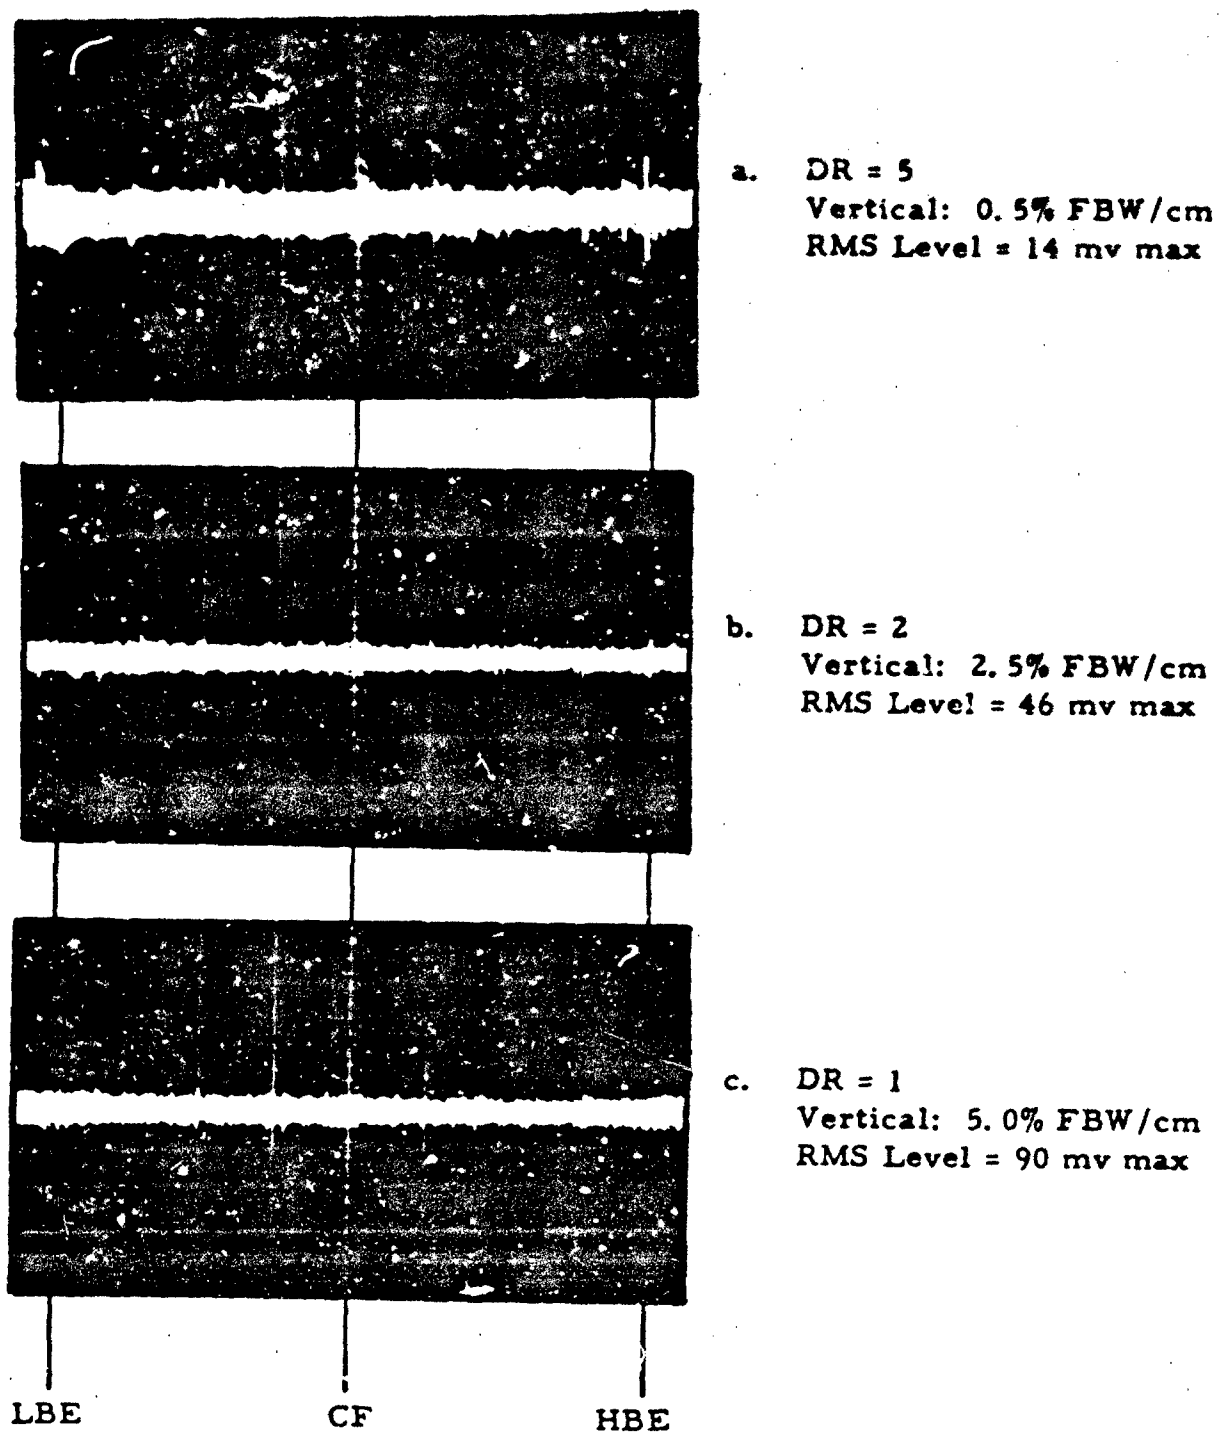 a. DR = 5
Vertical: 0.5% FBW/cm
RMS Level = 14 mv max
b. DR = 2
Vertical: 2.5% FBW/cm
RMS Level = 46 mv max
c. DR = 1
Vertical: 5.0% FBW/cm
RMS Level = 90 mv max
LBE CF HBE